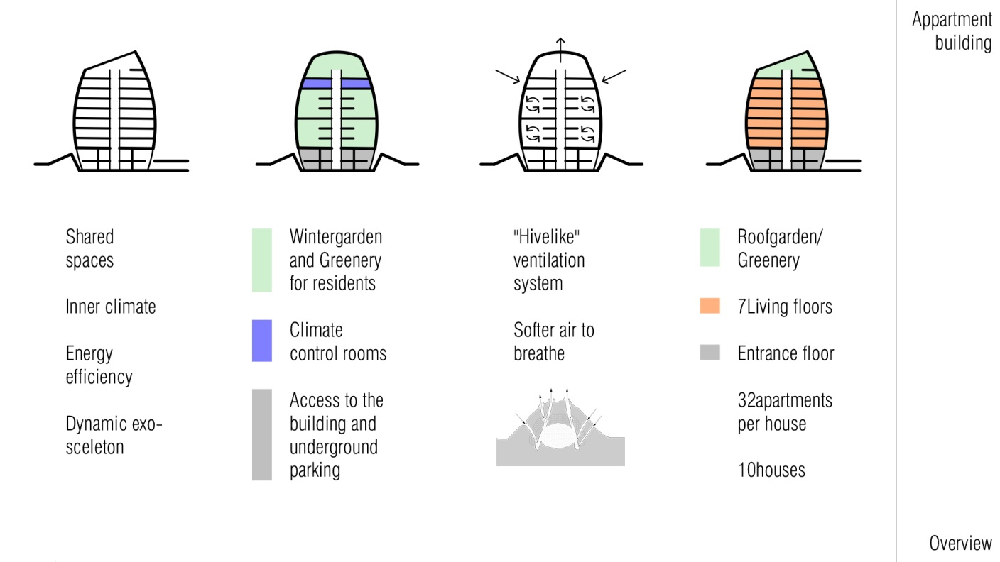 Appartment
building
Shared
spaces
Inner climate
Energy
efficiency
Dynamic exo-
sceleton
Wintergarden
and Greenery
for residents
Climate
control rooms
Access to the
building and
underground
parking
"Hivelike"
ventilation
system
Softer air to
breathe
Roofgarden/
Greenery
7Living floors
Entrance floor
32apartments
per house
10houses
Overview